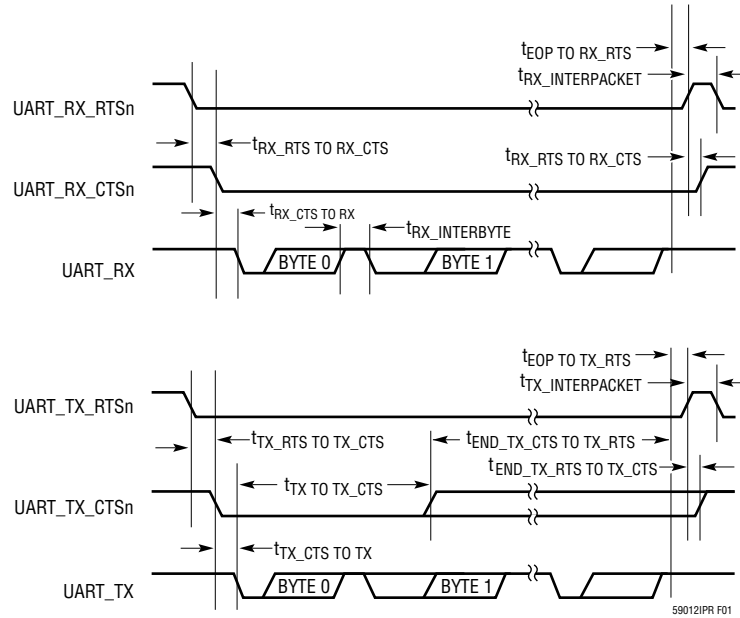 tEOP TO RX_RTS
tRX_INTERPACKET
UART_RX_RTSn
tRX_RTS TO RX_CTS
tRX_RTS TO RX_CTS
UART_RX_CTSn
tRX_CTS TO RX
tRX_INTERBYTE
UART_RX
BYTE 0
BYTE 1
tEOP TO TX_RTS
tTX_INTERPACKET
UART_TX_RTSn
tTX_RTS TO TX_CTS
tEND_TX_CTS TO TX_RTS
tEND_TX_RTS TO TX_CTS
tTX TO TX_CTS
UART_TX_CTSn
tTX_CTS TO TX
UART_TX
BYTE 0
BYTE 1
59012IPR F01